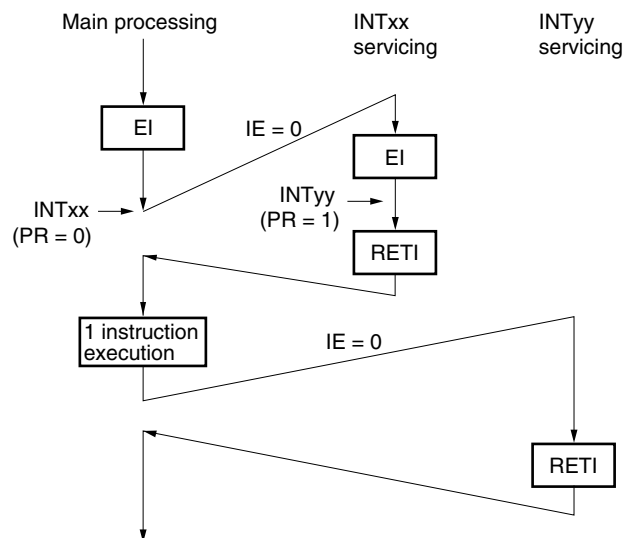 Main processing
INTxx
servicing
INTyy
servicing
EI
IE = 0
EI
INTxx
(PR = 0)
INTyy
(PR = 1)
RETI
1 instruction
execution
IE = 0
RETI